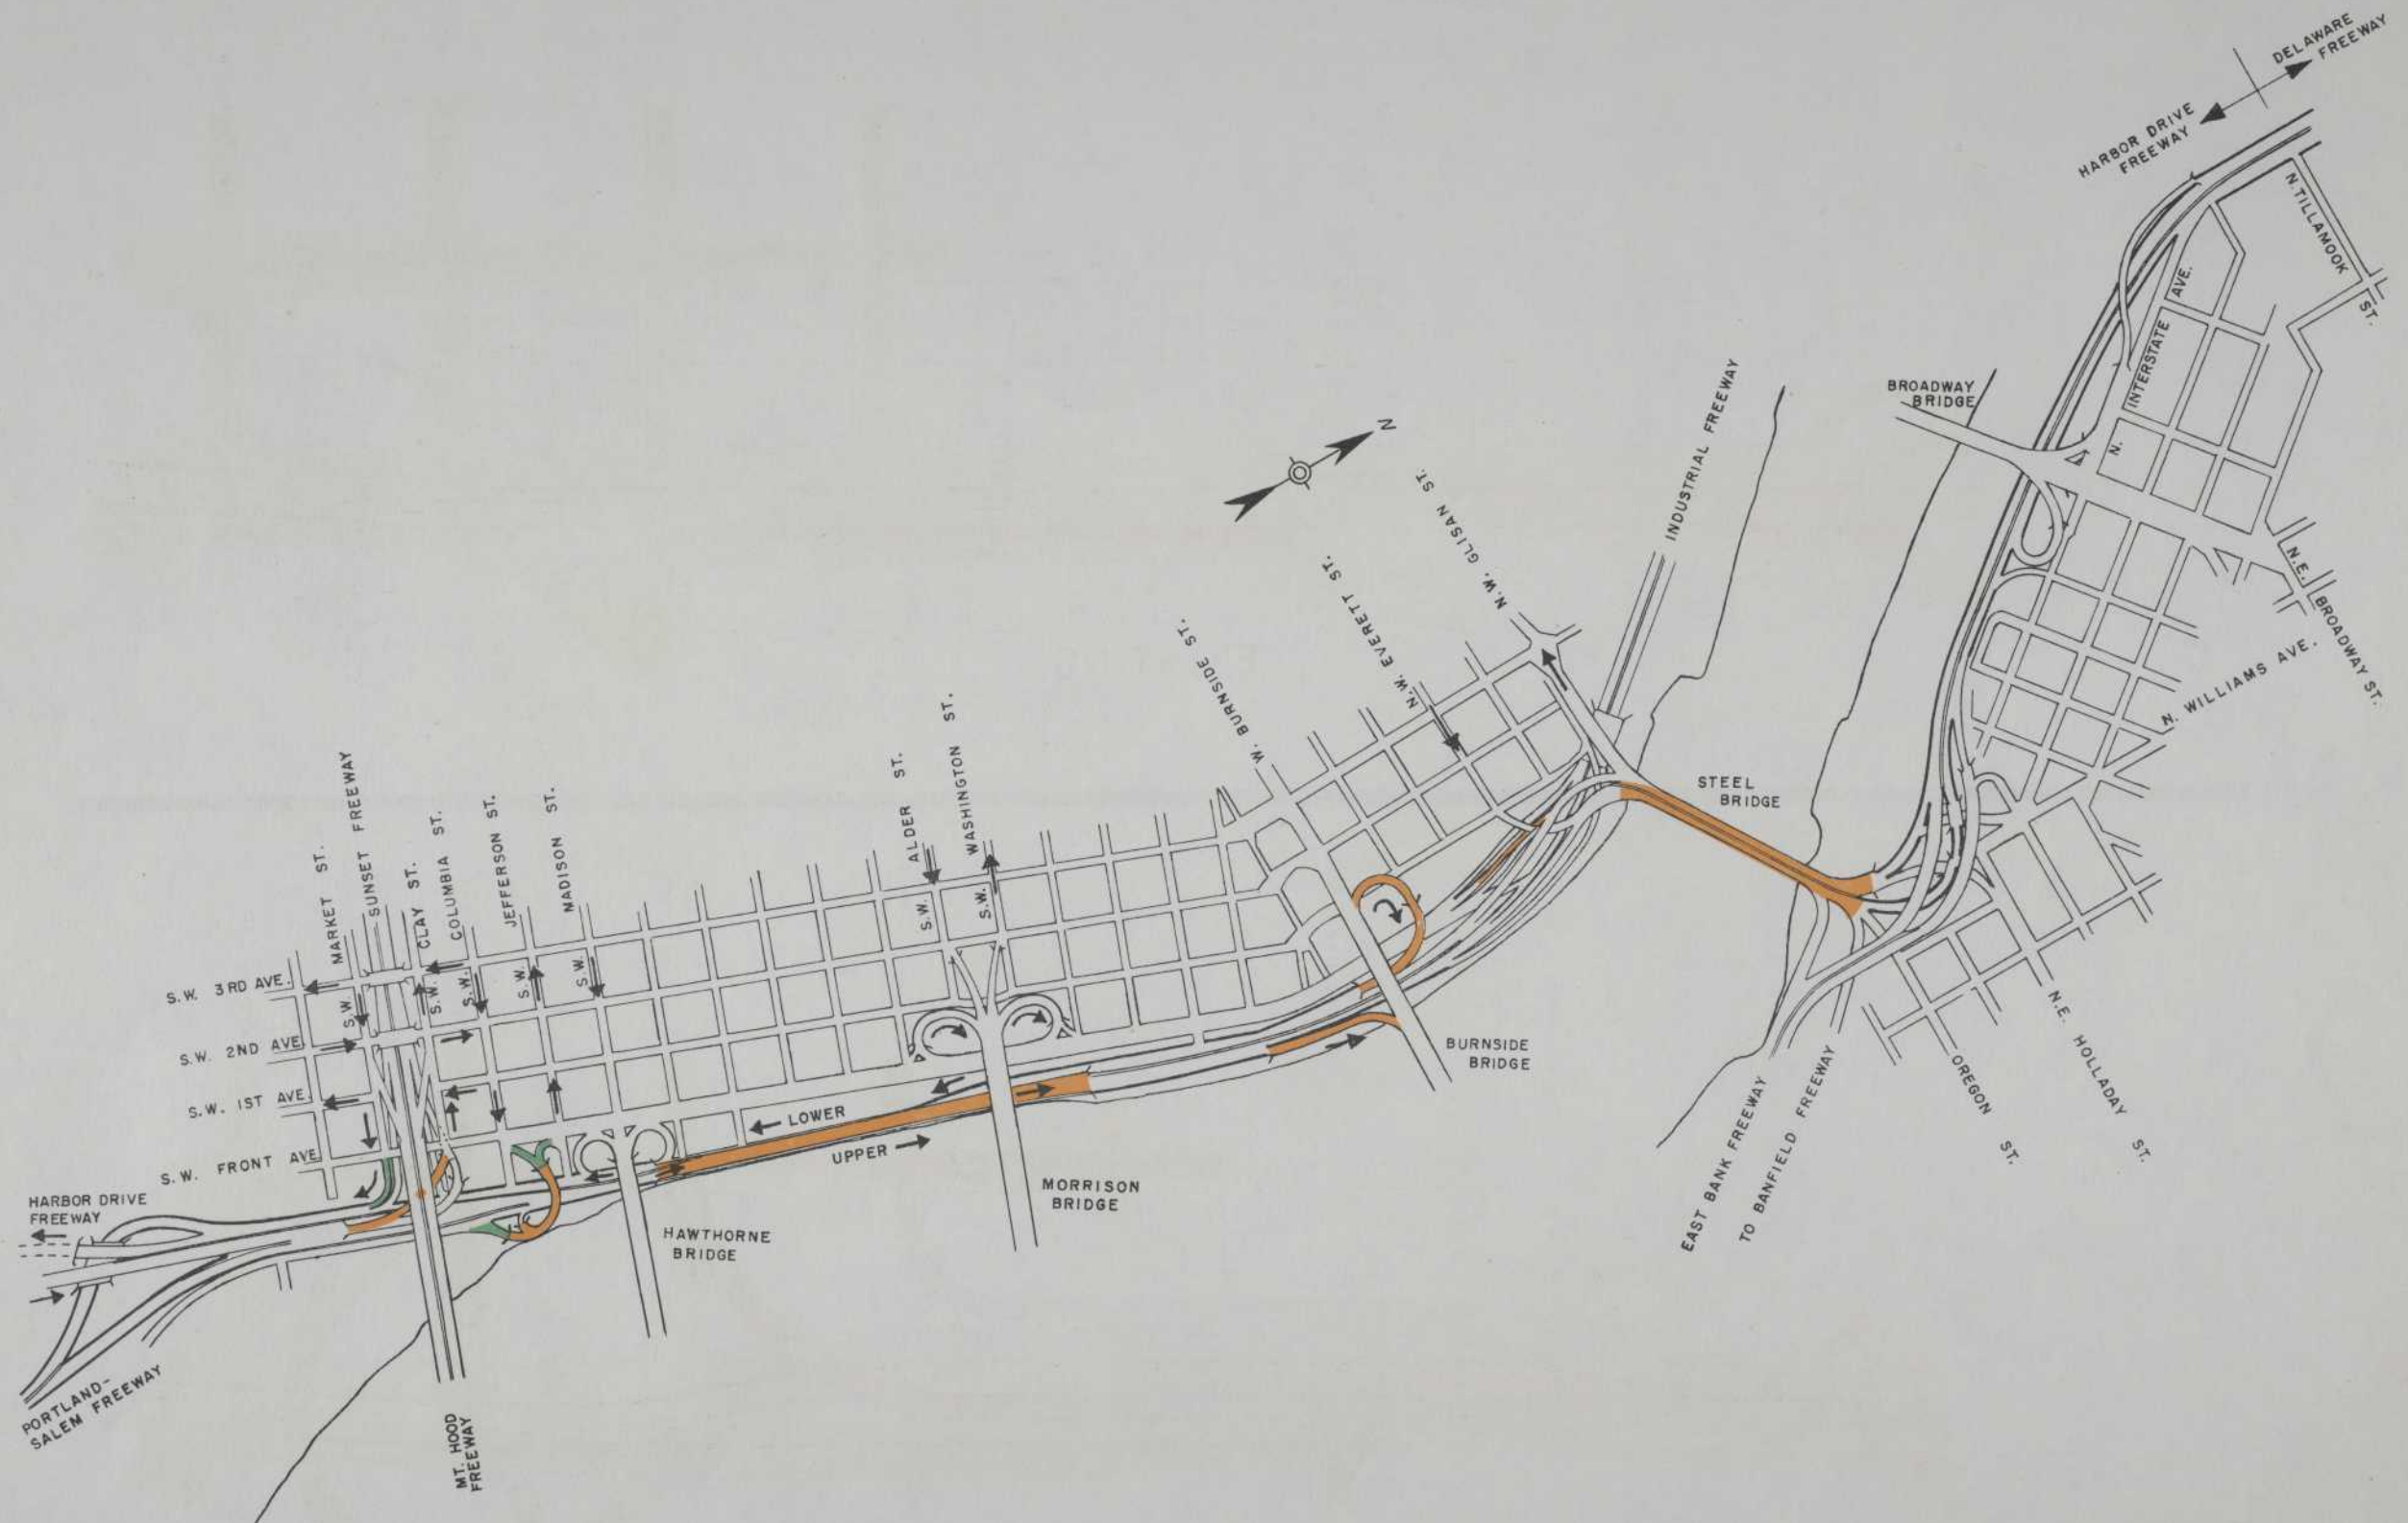 DELAWARE
FREEWAY
HARBOR DRIVE
FREEWAY
N. TILLAMOOK
ST.
N. INTERSTATE AVE.
BROADWAY
BRIDGE
N.E. BROADWAY ST.
N. WILLIAMS AVE.
N
INDUSTRIAL FREEWAY
N.W. GLISAN ST.
N.W. EVERETT ST.
W. BURNSIDE ST.
STEEL
BRIDGE
S.W. WASHINGTON ST.
S.W. ALDER ST.
S.W. MADISON ST.
S.W. JEFFERSON ST.
S.W. COLUMBIA ST.
S.W. CLAY ST.
SUNSET FREEWAY
S.W. MARKET ST.
S.W. 3RD AVE.
S.W. 2ND AVE.
S.W. 1ST AVE.
S.W. FRONT AVE.
HARBOR DRIVE
FREEWAY
LOWER
UPPER
BURNSIDE
BRIDGE
MORRISON
BRIDGE
HAWTHORNE
BRIDGE
EAST BANK FREEWAY
TO BANFIELD FREEWAY
OREGON ST.
N.E. HOLLADAY ST.
PORTLAND-
SALEM FREEWAY
MT. HOOD
FREEWAY